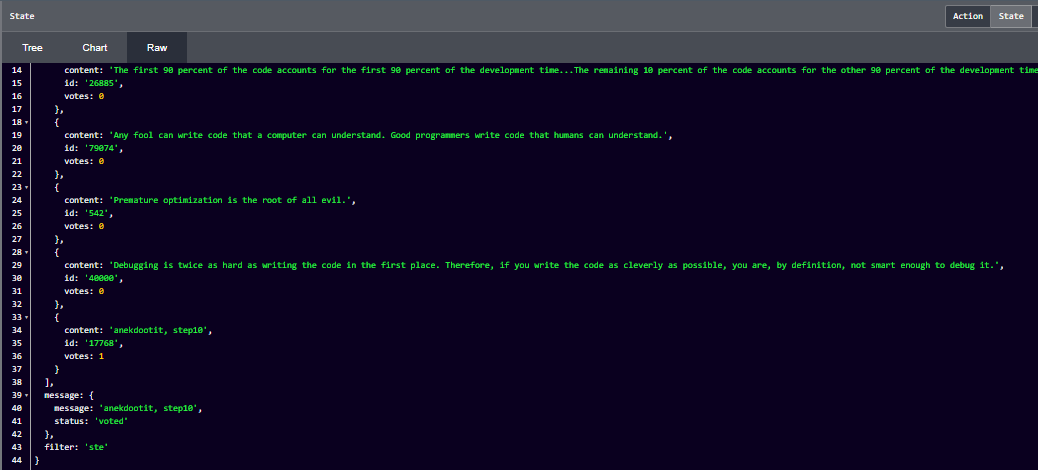 State Action State
Tree Chart Raw
14 content: 'The first 90 percent of the code accounts for the first 90 percent of the development time...The remaining 10 percent of the code accounts for the other 90 percent of the development time
15 id: '26885',
16 votes: 0
17 },
18 {
19 content: 'Any fool can write code that a computer can understand. Good programmers write code that humans can understand.',
20 id: '79074',
21 votes: 0
22 },
23 {
24 content: 'Premature optimization is the root of all evil.',
25 id: '542',
26 votes: 0
27 },
28 {
29 content: 'Debugging is twice as hard as writing the code in the first place. Therefore, if you write the code as cleverly as possible, you are, by definition, not smart enough to debug it.',
30 id: '40000',
31 votes: 0
32 },
33 {
34 content: 'anekdootit, step10',
35 id: '17768',
36 votes: 1
37 }
38 ],
39 message: {
40 message: 'anekdootit, step10',
41 status: 'voted'
42 },
43 filter: 'ste'
44 }